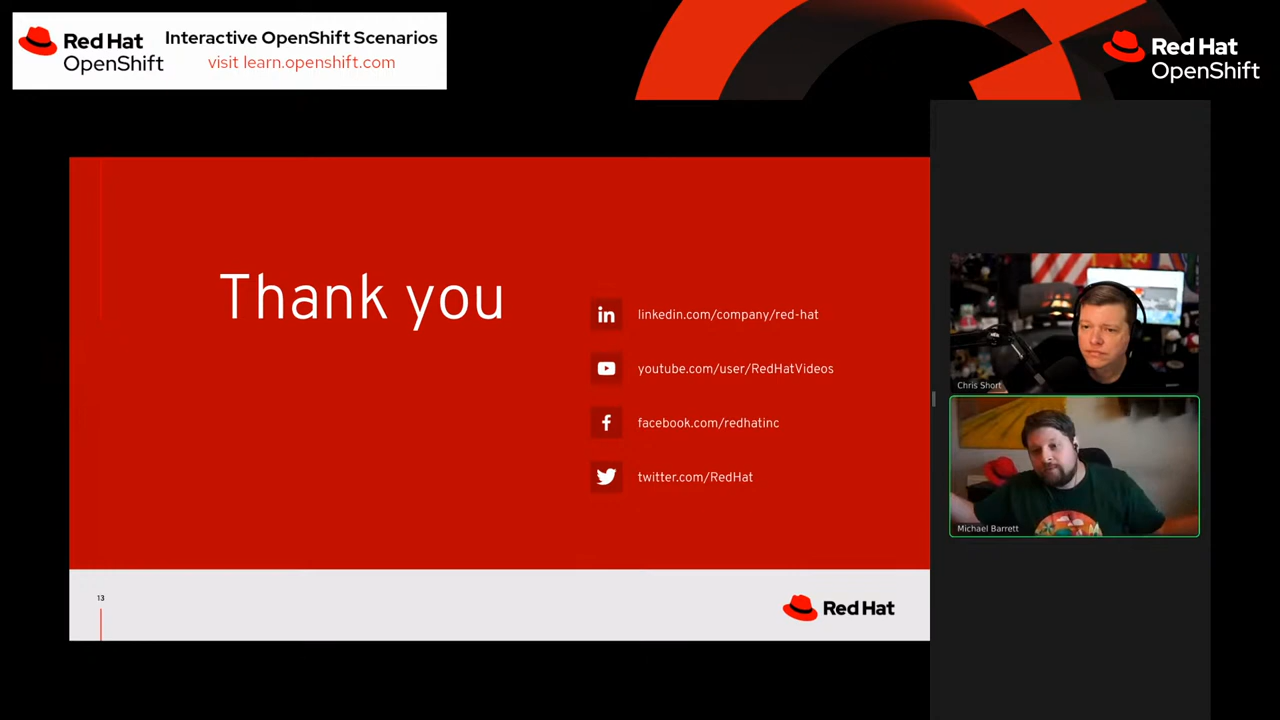 Red Hat
OpenShift
Interactive OpenShift Scenarios
visit learn.openshift.com
Red Hat
OpenShift
Thank you
in
linkedin.com/company/red-hat
youtube.com/user/RedHatVideos
f
facebook.com/redhatinc
twitter.com/RedHat
Chris Short
Michael Barrett
13
Red Hat